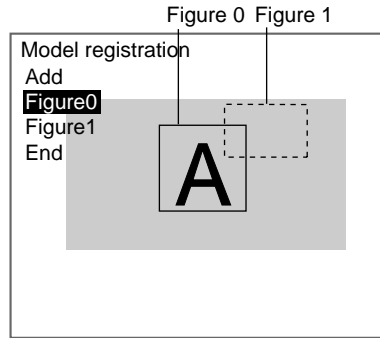 Figure 0 Figure 1
Model registration
Add
Figure0
Figure1
End
A